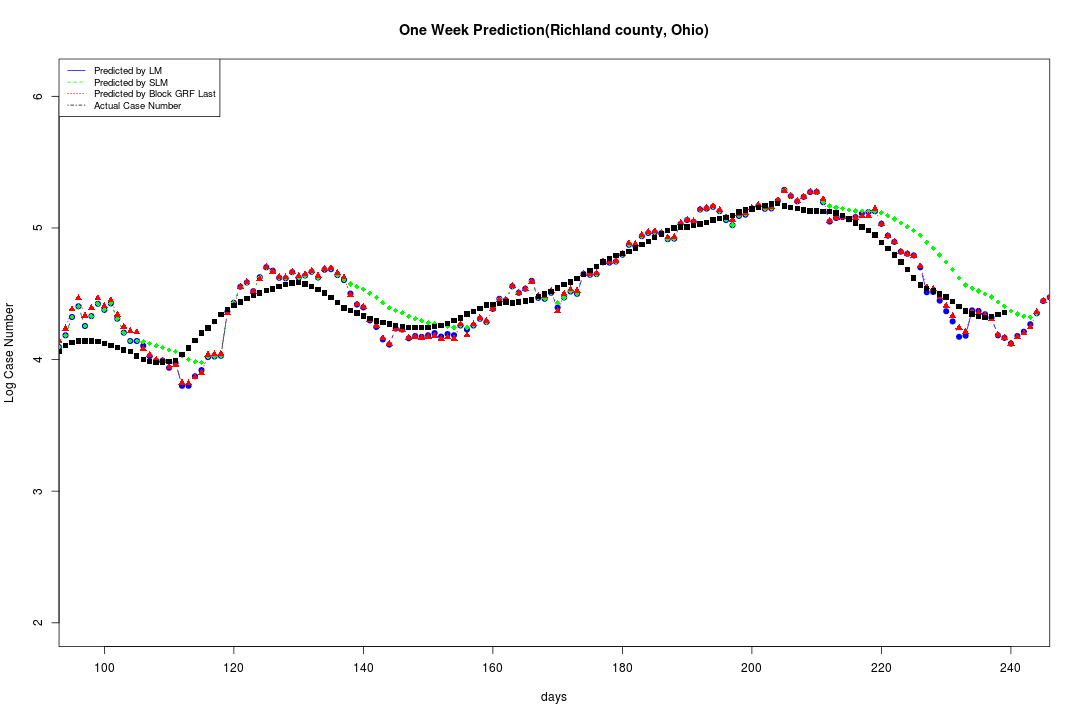 One Week Prediction(Richland county, Ohio)
Predicted by LM
Predicted by SLM
Predicted by Block GRF Last
Actual Case Number
Log Case Number
6
5
4
3
2
100 120 140 160 180 200 220 240
days